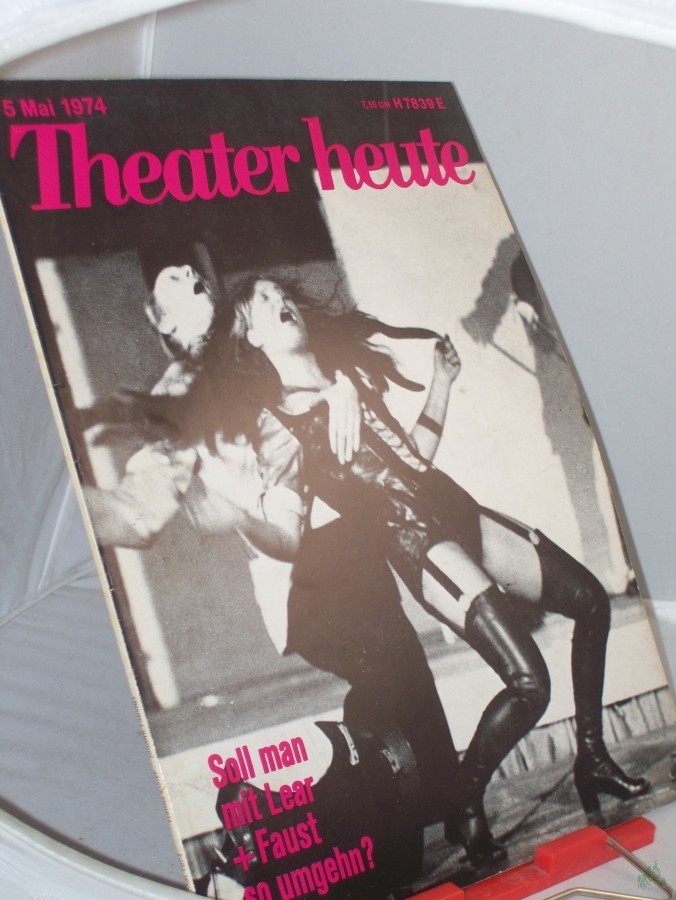 5 Mai 1974
7,50 DM H 7839 E
Theater heute
Soll man
mit Lear
+ Faust
so umgehn?